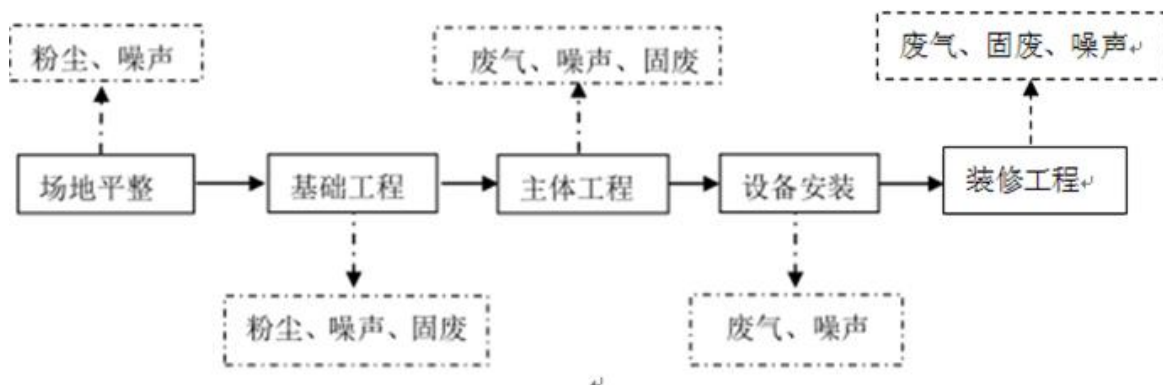 粉尘、噪声
废气、噪声、固废
废气、固废、噪声
场地平整
基础工程
主体工程
设备安装
装修工程
粉尘、噪声、固废
废气、噪声